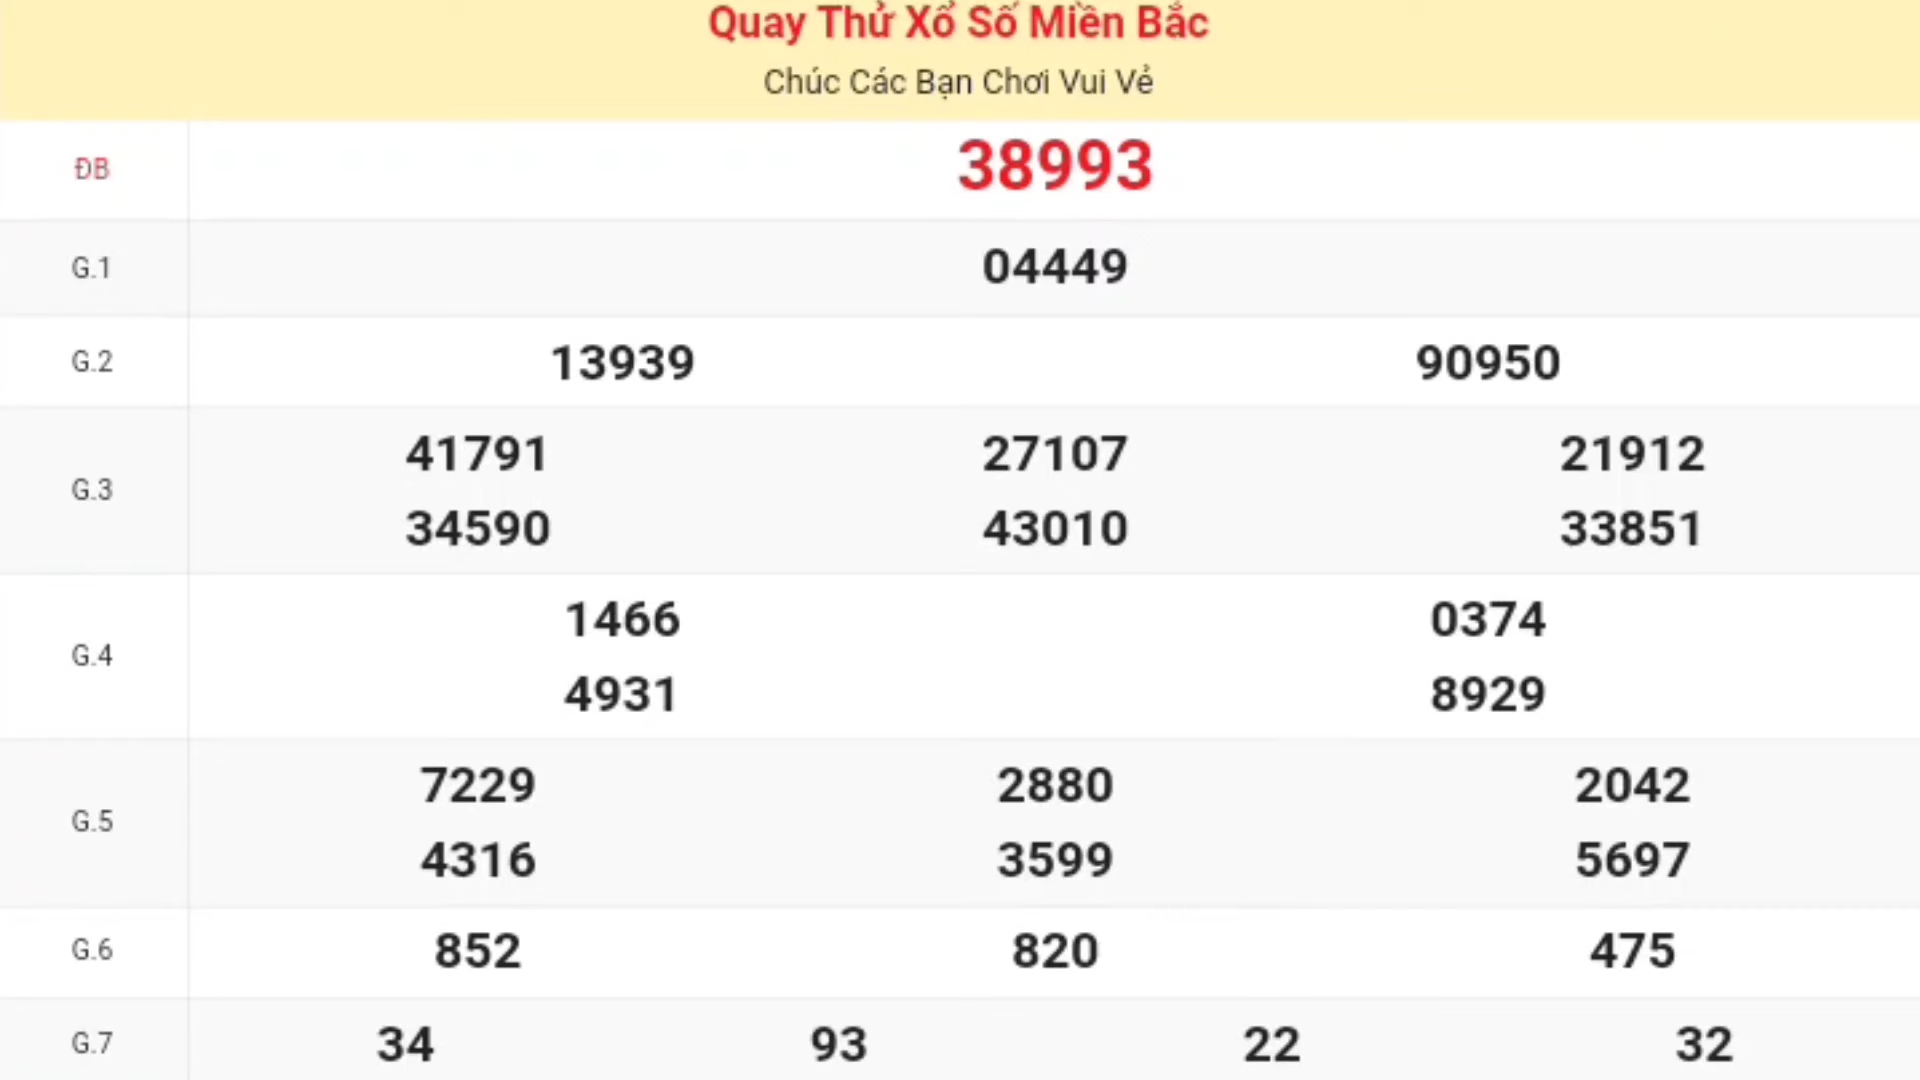 Quay Thử Xổ Số Miền Bắc
Chúc Các Bạn Chơi Vui Vẻ
ĐB 38993
G.1 04449
G.2 13939 90950
G.3 41791 27107 21912
34590 43010 33851
G.4 1466 0374
4931 8929
G.5 7229 2880 2042
4316 3599 5697
G.6 852 820 475
G.7 34 93 22 32